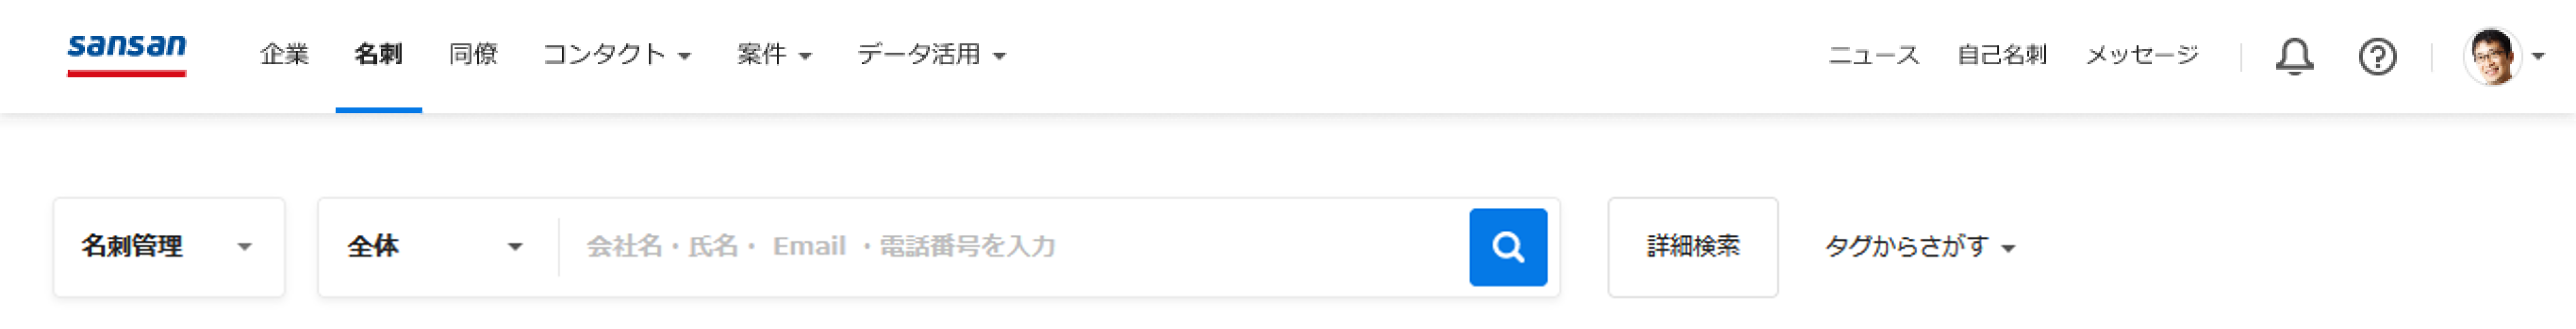 sansan 企業 名刺 同僚 コンタクト 案件 データ活用 ニュース 自己名刺 メッセージ
名刺管理 全体 会社名・氏名・ Email ・電話番号を入力 詳細検索 タグからさがす